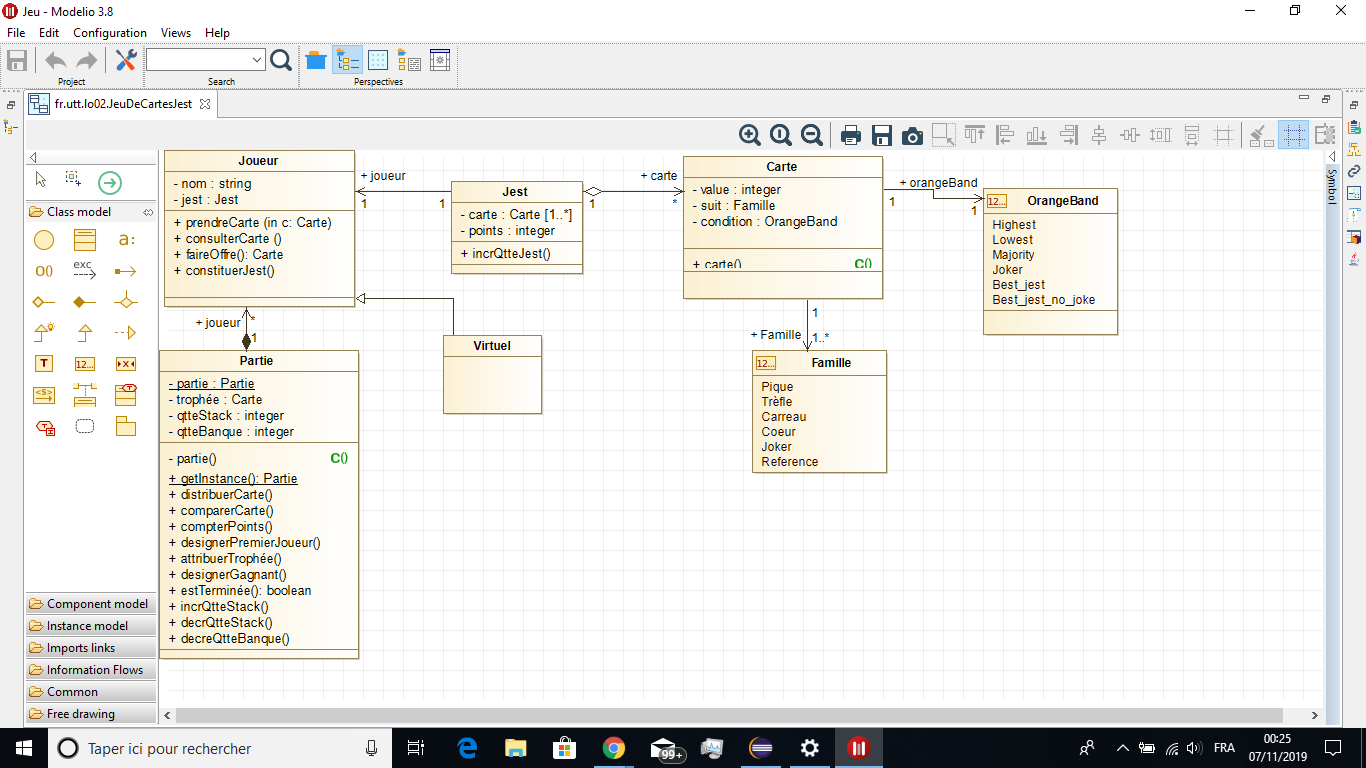 Jeu - Modelio 3.8
File Edit Configuration Views Help
Project Search Perspectives
fr.utt.lo02.JeuDeCartesJest
Class model
a:
O()
exc
T
12...
X
<S>
T
T
Component model
Instance model
Imports links
Information Flows
Common
Free drawing
Joueur
- nom : string
- jest : Jest
+ prendreCarte (in c: Carte)
+ consulterCarte ()
+ faireOffre(): Carte
+ constituerJest()
+ joueur
1
1
Jest
- carte : Carte [1..*]
- points : integer
+ incrQtteJest()
+ carte
1
*
Carte
- value : integer
- suit : Famille
- condition : OrangeBand
+ carte() C()
+ orangeBand
1
1
12...
OrangeBand
Highest
Lowest
Majority
Joker
Best_jest
Best_jest_no_joke
1
+ Famille
1..*
12...
Famille
Pique
Trèfle
Carreau
Coeur
Joker
Reference
Virtuel
+ joueur
*
1
Partie
- partie : Partie
- trophée : Carte
- qtteStack : integer
- qtteBanque : integer
- partie() C()
+ getInstance(): Partie
+ distribuerCarte()
+ comparerCarte()
+ compterPoints()
+ designerPremierJoueur()
+ attribuerTrophée()
+ designerGagnant()
+ estTerminée(): boolean
+ incrQtteStack()
+ decrQtteStack()
+ decreQtteBanque()
Symbol
Taper ici pour rechercher
99+
FRA
00:25
07/11/2019